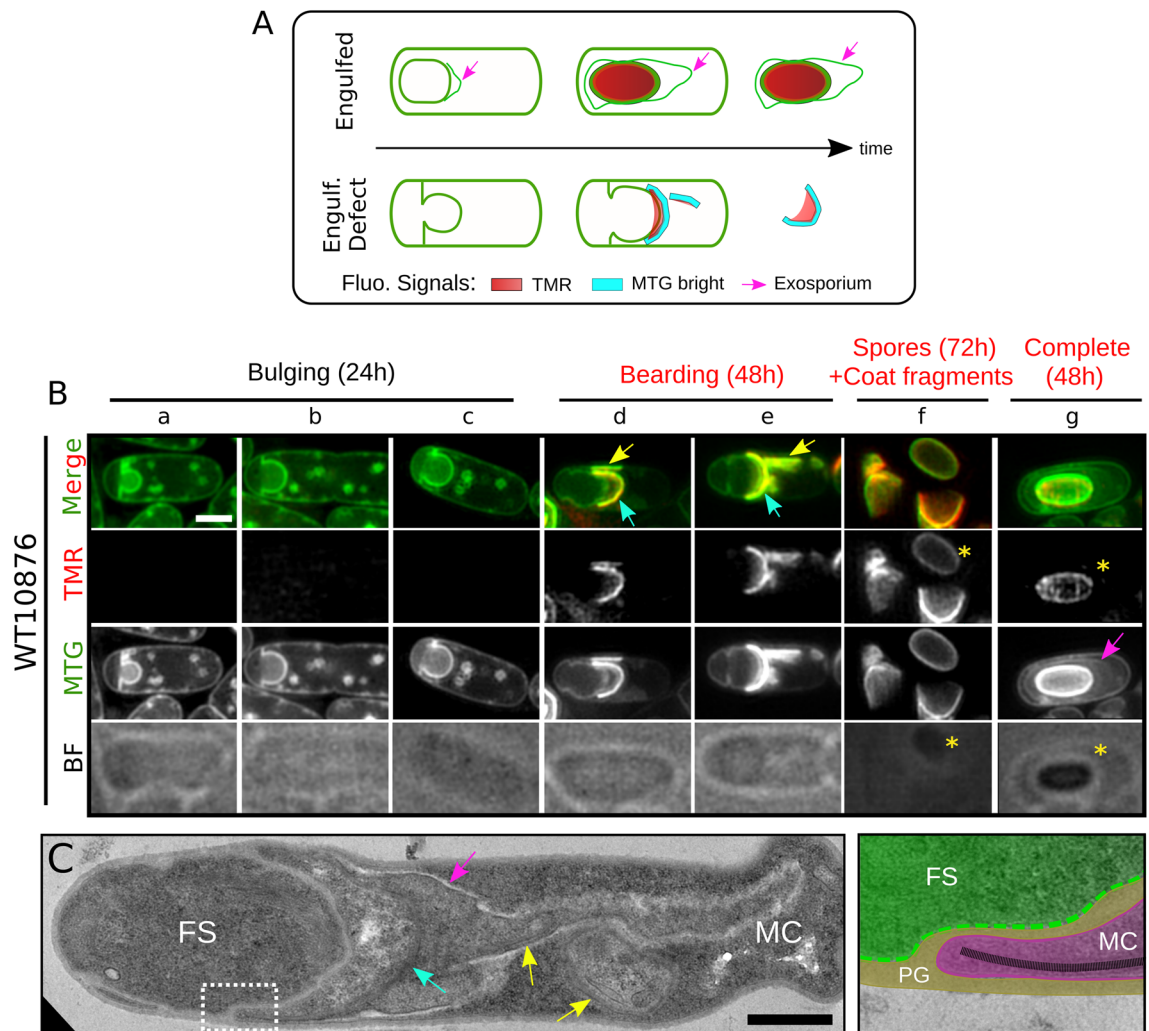 A
Engulfed
time
Engulf.
Defect
Fluo. Signals: TMR MTG bright Exosporium
B
Bulging (24h)
Bearding (48h)
Spores (72h)
+Coat fragments
Complete
(48h)
a b c d e f g
WT10876
Merge
TMR
*
*
MTG
BF
*
*
C
FS
MC
FS
MC
PG